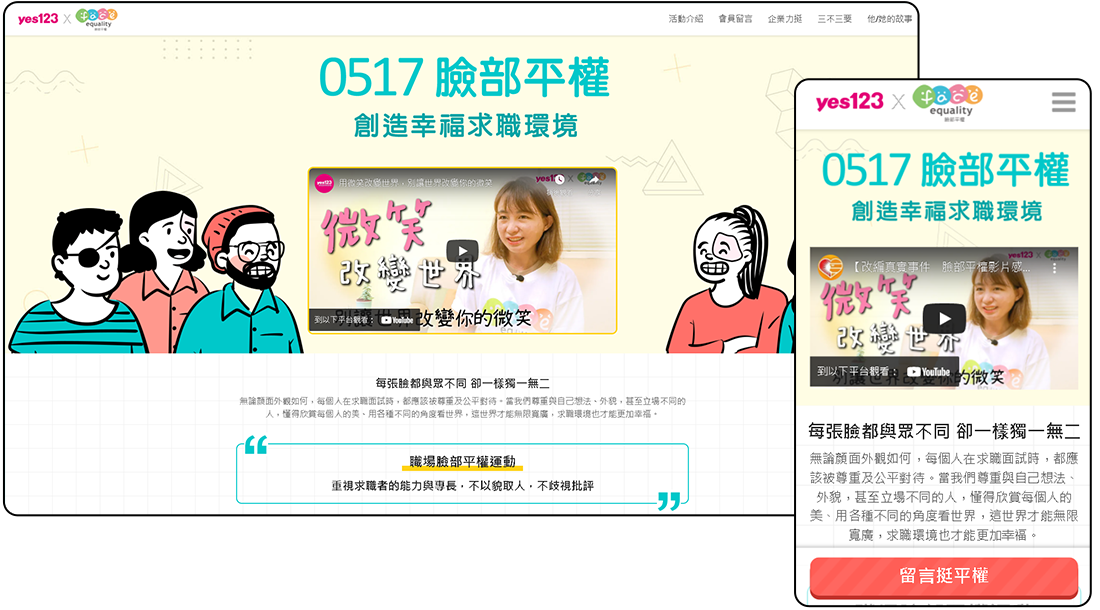 yes123 X face equality 臉部平權
活動介紹 會員留言 企業力挺 三不三要 他/她的故事
0517 臉部平權
創造幸福求職環境
yes123 用微笑改變世界，別讓世界改變你的微笑
yes1 X
微笑
改變世界
到以下平台觀看： YouTube 改變你的微笑
每張臉都與眾不同 卻一樣獨一無二
無論顏面外觀如何，每個人在求職面試時，都應該被尊重及公平對待。當我們尊重與自己想法、外貌，甚至立場不同的
人，懂得欣賞每個人的美、用各種不同的角度看世界，這世界才能無限寬廣，求職環境也才能更加幸福。
“
職場臉部平權運動
重視求職者的能力與專長，不以貌取人，不歧視批評
”
yes123 X face equality 臉部平權
0517 臉部平權
創造幸福求職環境
【改編真實事件 臉部平權影片感...
yes123 X
微笑
改變世界
到以下平台觀看： YouTube 你的微笑
每張臉都與眾不同 卻一樣獨一無二
無論顏面外觀如何，每個人在求職面試時，都應
該被尊重及公平對待。當我們尊重與自己想法、
外貌，甚至立場不同的人，懂得欣賞每個人的
美、用各種不同的角度看世界，這世界才能無限
寬廣，求職環境也才能更加幸福。
留言挺平權